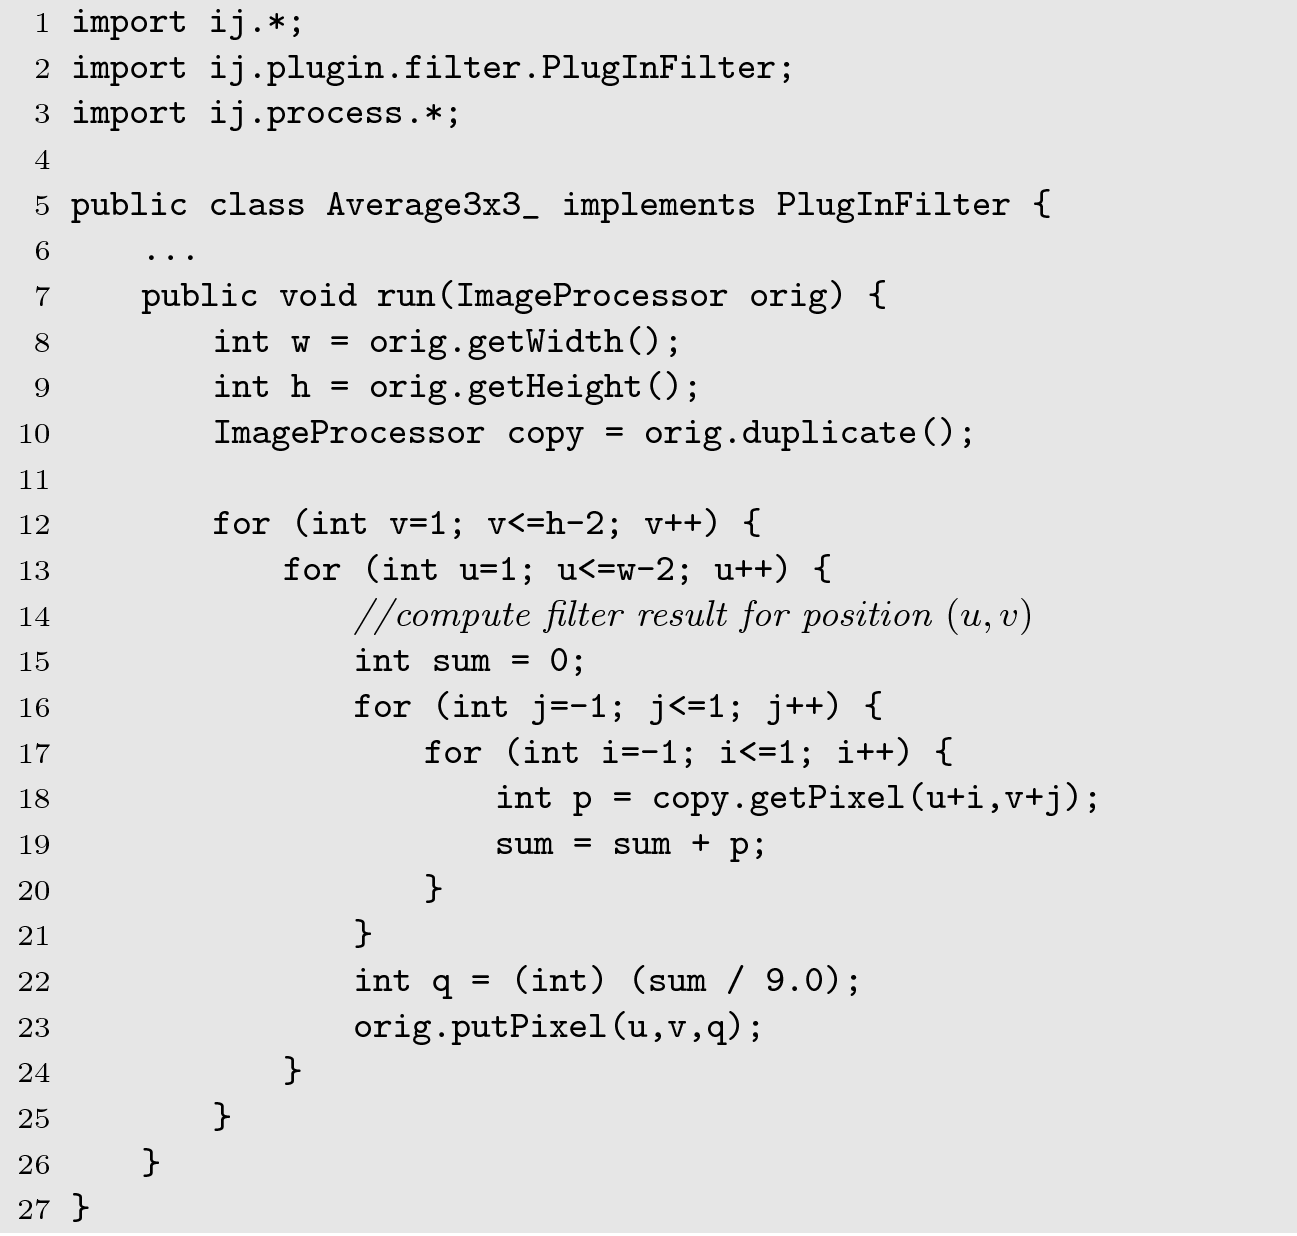 1 import ij.*;
2 import ij.plugin.filter.PlugInFilter;
3 import ij.process.*;
4
5 public class Average3x3_ implements PlugInFilter {
6     ...
7     public void run(ImageProcessor orig) {
8         int w = orig.getWidth();
9         int h = orig.getHeight();
10         ImageProcessor copy = orig.duplicate();
11
12         for (int v=1; v<=h-2; v++) {
13             for (int u=1; u<=w-2; u++) {
14                 //compute filter result for position (u, v)
15                 int sum = 0;
16                 for (int j=-1; j<=1; j++) {
17                     for (int i=-1; i<=1; i++) {
18                         int p = copy.getPixel(u+i,v+j);
19                         sum = sum + p;
20                     }
21                 }
22                 int q = (int) (sum / 9.0);
23                 orig.putPixel(u,v,q);
24             }
25         }
26     }
27 }